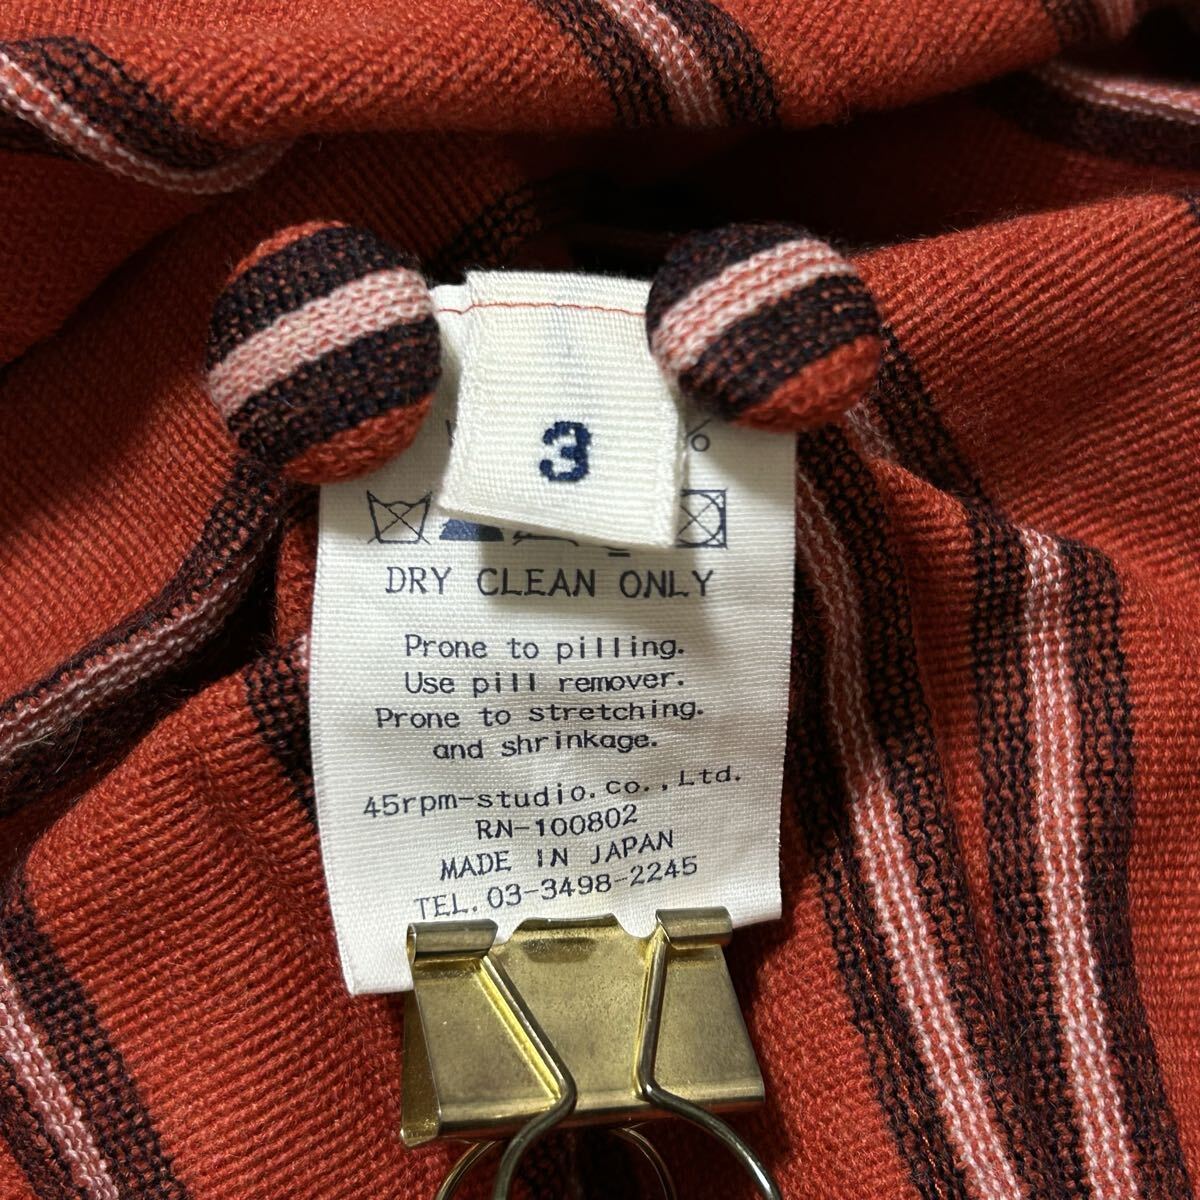 3
%
DRY CLEAN ONLY
Prone to pilling.
Use pill remover.
Prone to stretching.
and shrinkage.
45rpm-studio.co.,Ltd.
RN-100802
MADE IN JAPAN
TEL.03-3498-2245